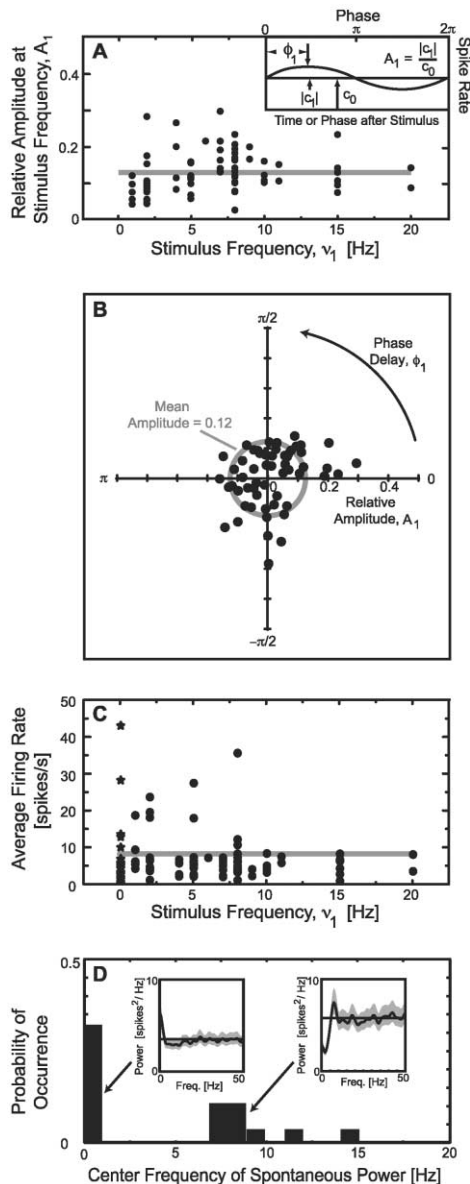 A
Relative Amplitude at
Stimulus Frequency, A₁
0.4
0.2
0
0
5
10
15
20
Stimulus Frequency, ν₁ [Hz]
Phase
0
π
2π
ϕ₁
A₁ = |c₁| / c₀
|c₁|
c₀
Spike Rate
Time or Phase after Stimulus
B
π/2
Phase
Delay, ϕ₁
Mean
Amplitude = 0.12
π
0.0
0.2
0.4
0
Relative
Amplitude, A₁
−π/2
C
Average Firing Rate
[spikes/s]
50
40
30
20
10
0
0
5
10
15
20
Stimulus Frequency, ν₁ [Hz]
D
Probability of
Occurrence
0.5
0
10
Power [spikes²/Hz]
0
0
50
Freq. [Hz]
10
Power [spikes²/Hz]
0
0
50
Freq. [Hz]
0
5
10
15
20
Center Frequency of Spontaneous Power [Hz]